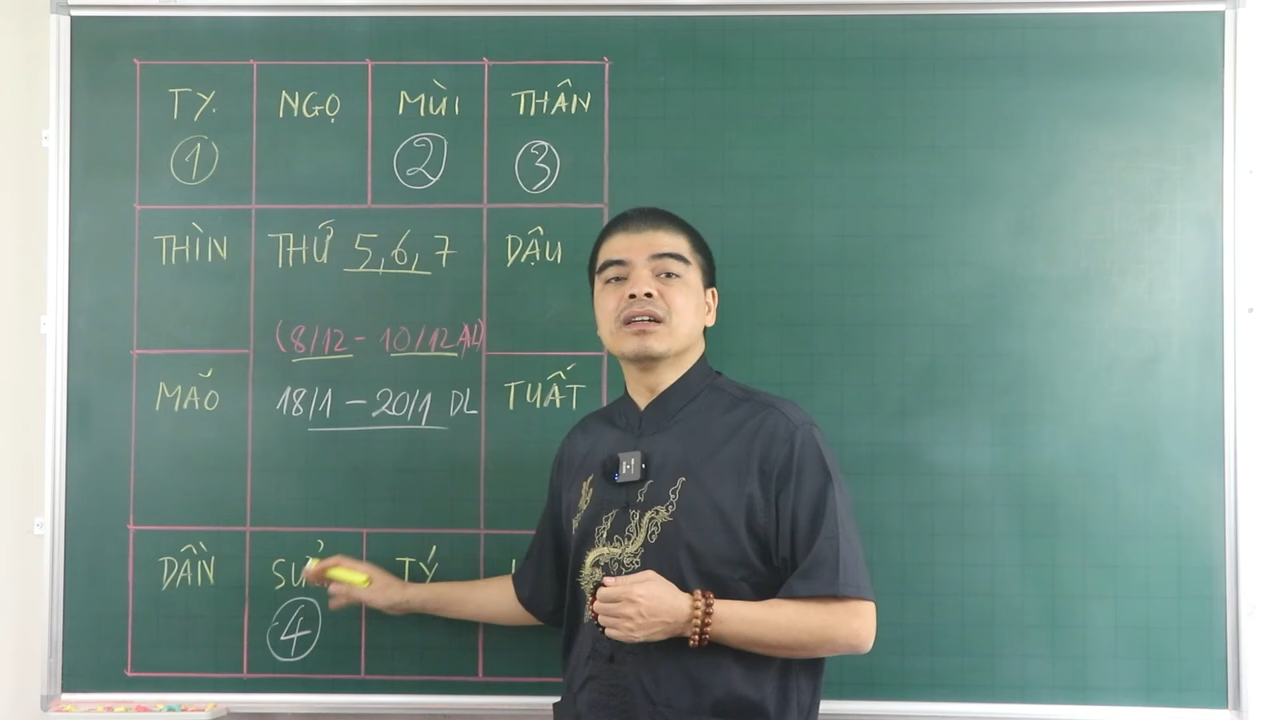 TỴ NGỌ MÙI THÂN
1 2 3
THÌN THỨ 5,6,7 DẬU
(8/12 - 10/12 AL)
MÃO 18/1 - 20/1 DL TUẤT
DẦN TÝ
4